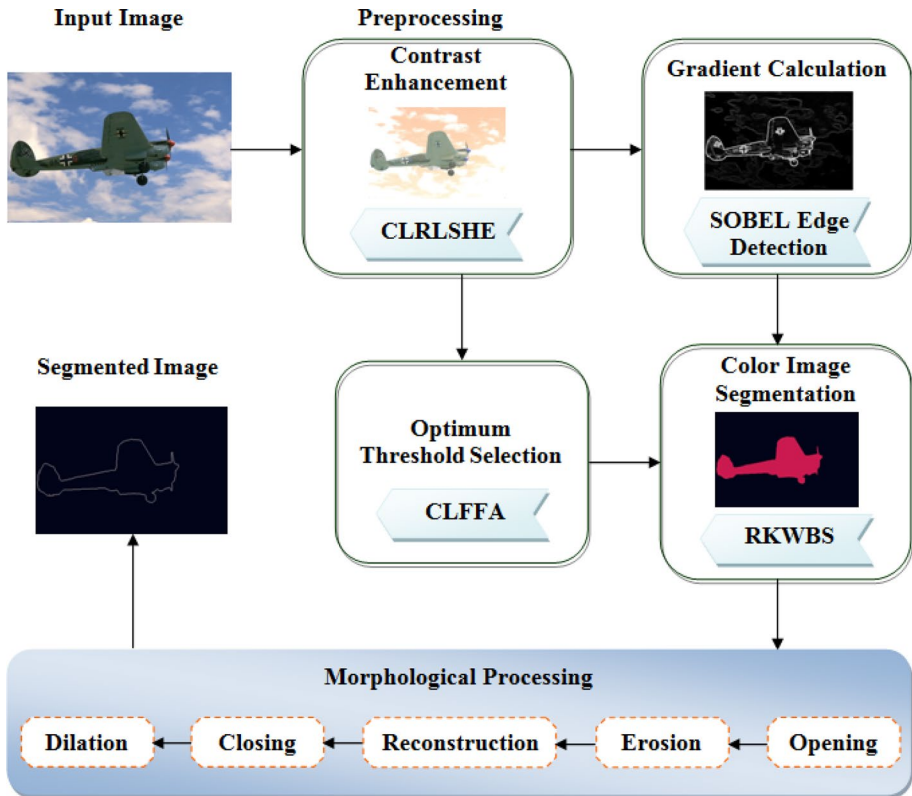 Input Image
Preprocessing
Contrast
Enhancement
CLRLSHE
Gradient Calculation
SOBEL Edge
Detection
Segmented Image
Optimum
Threshold Selection
CLFFA
Color Image
Segmentation
RKWBS
Morphological Processing
Dilation
Closing
Reconstruction
Erosion
Opening